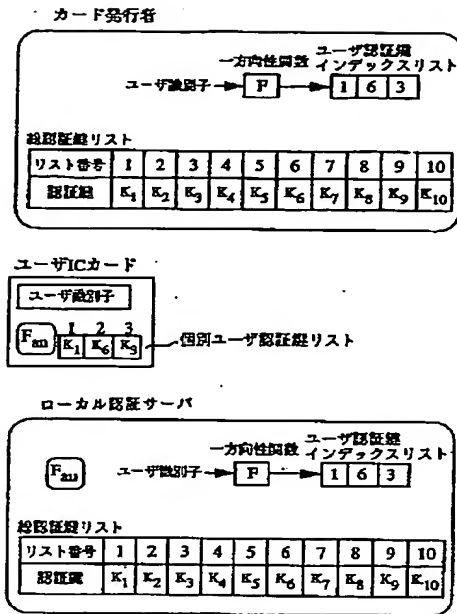 カード発行者
一方向性関数 ユーザ認証鍵
インデックスリスト
ユーザ識別子 F 1 6 3
総認証鍵リスト
リスト番号 1 2 3 4 5 6 7 8 9 10
認証鍵 K1 K2 K3 K4 K5 K6 K7 K8 K9 K10
ユーザICカード
ユーザ識別子
1 2 3
Fau K1 K6 K9 個別ユーザ認証鍵リスト
ローカル認証サーバ
一方向性関数 ユーザ認証鍵
インデックスリスト
Fau ユーザ識別子 F 1 6 3
総認証鍵リスト
リスト番号 1 2 3 4 5 6 7 8 9 10
認証鍵 K1 K2 K3 K4 K5 K6 K7 K8 K9 K10